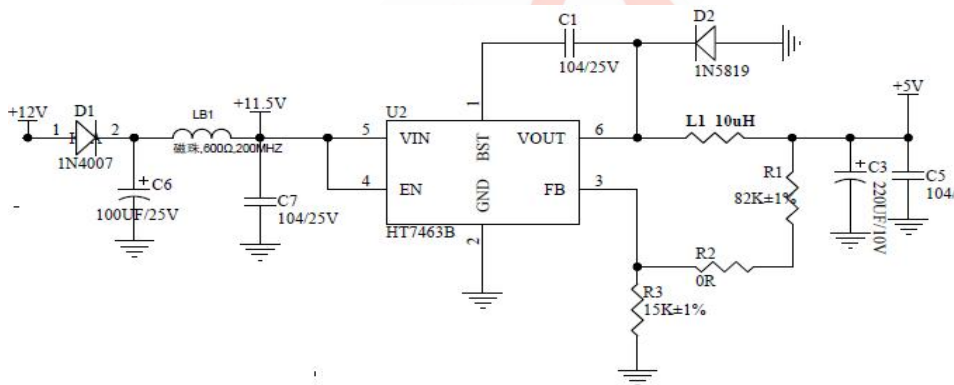 C1
104/25V
D2
1N5819
+12V
1
D1
2
1N4007
LB1
磁珠,600Ω,200MHZ
+11.5V
C6
100UF/25V
C7
104/25V
U2
5
VIN
4
EN
1
BST
GND
2
VOUT
6
FB
3
HT7463B
L1 10uH
+5V
R1
82K±1%
C3
220UF/10V
C5
104/
R2
0R
R3
15K±1%